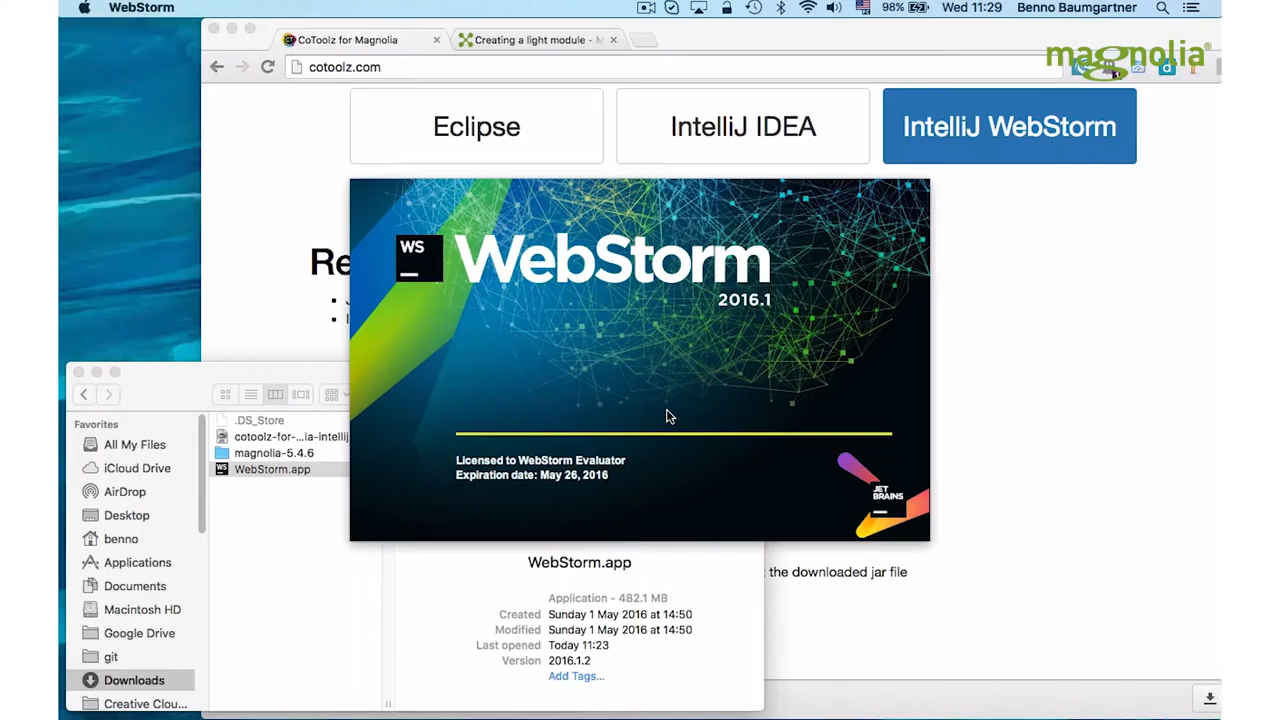 WebStorm
98%
Wed 11:29
Benno Baumgartner
CoToolz for Magnolia
Creating a light module - M
magnolia®
cotoolz.com
Eclipse
IntelliJ IDEA
IntelliJ WebStorm
Re
WS
WebStorm
2016.1
Licensed to WebStorm Evaluator
Expiration date: May 26, 2016
JET
BRAINS
Favorites
All My Files
iCloud Drive
AirDrop
Desktop
benno
Applications
Documents
Macintosh HD
Google Drive
git
Downloads
Creative Clou...
.DS_Store
cotoolz-for-...ia-intellij
magnolia-5.4.6
WebStorm.app
WebStorm.app
Application - 482.1 MB
Created Sunday 1 May 2016 at 14:50
Modified Sunday 1 May 2016 at 14:50
Last opened Today 11:23
Version 2016.1.2
Add Tags...
t the downloaded jar file